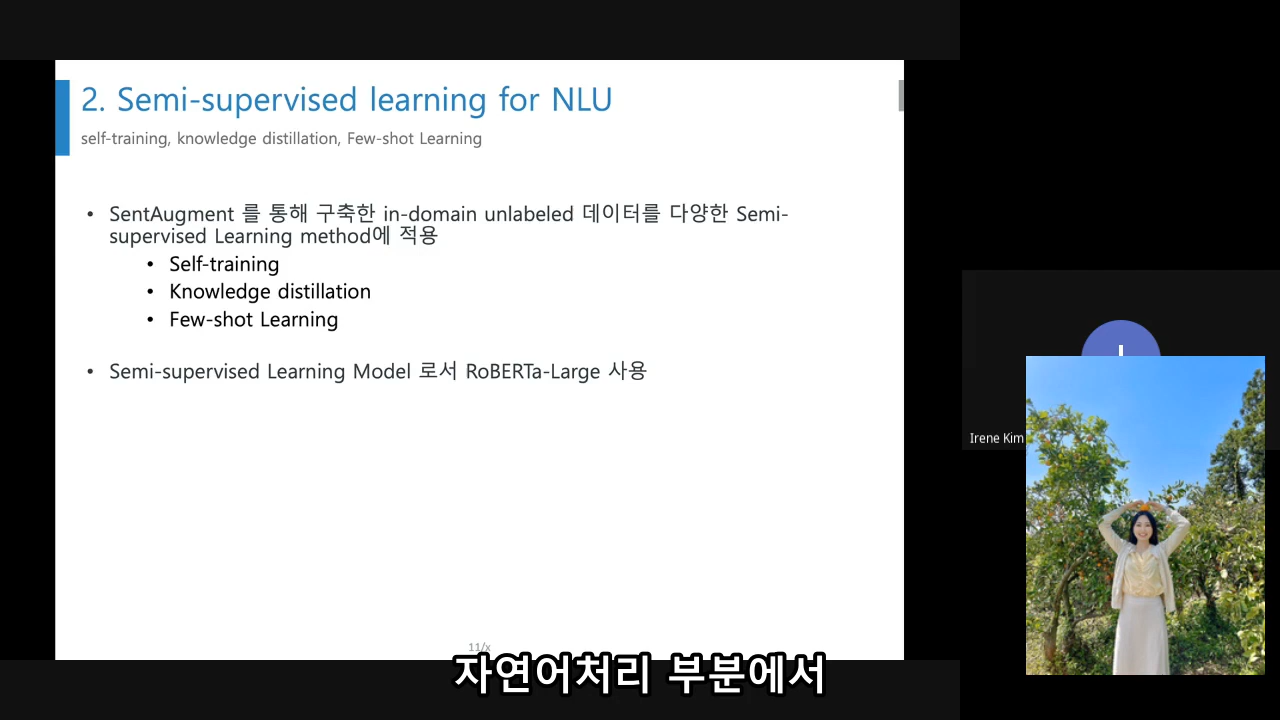 2. Semi-supervised learning for NLU
self-training, knowledge distillation, Few-shot Learning
• SentAugment 를 통해 구축한 in-domain unlabeled 데이터를 다양한 Semi-
supervised Learning method에 적용
• Self-training
• Knowledge distillation
• Few-shot Learning
• Semi-supervised Learning Model 로서 RoBERTa-Large 사용
11/x
Irene Kim
자연어처리 부분에서